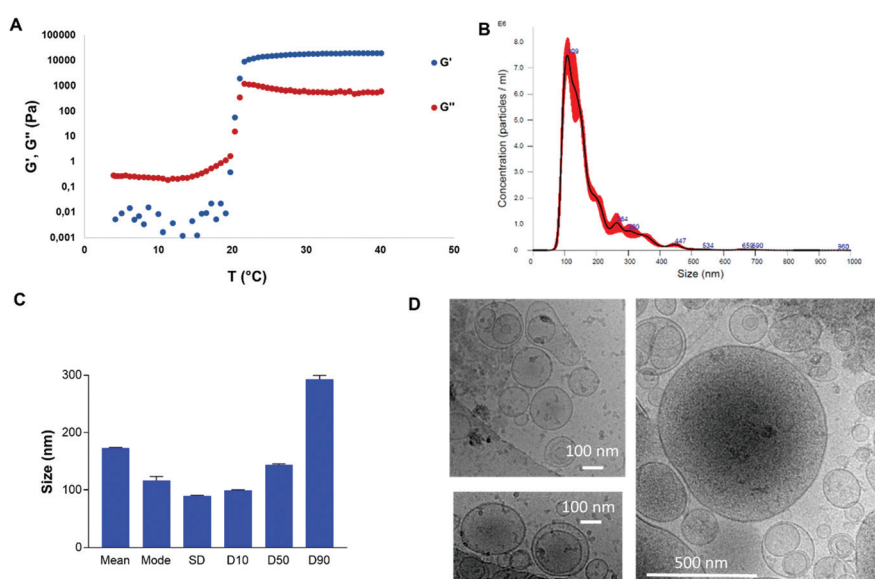 A
100000
10000
1000
100
10
1
0,1
0,01
0,001
G', G'' (Pa)
0
10
20
30
40
50
T (°C)
G'
G''
B
E6
8.0
7.0
6.0
5.0
4.0
3.0
2.0
1.0
0
Concentration (particles / ml)
447
534
860
0
100
200
300
400
500
600
700
800
900
1000
Size (nm)
C
300
200
100
0
Size (nm)
Mean
Mode
SD
D10
D50
D90
D
100 nm
100 nm
500 nm